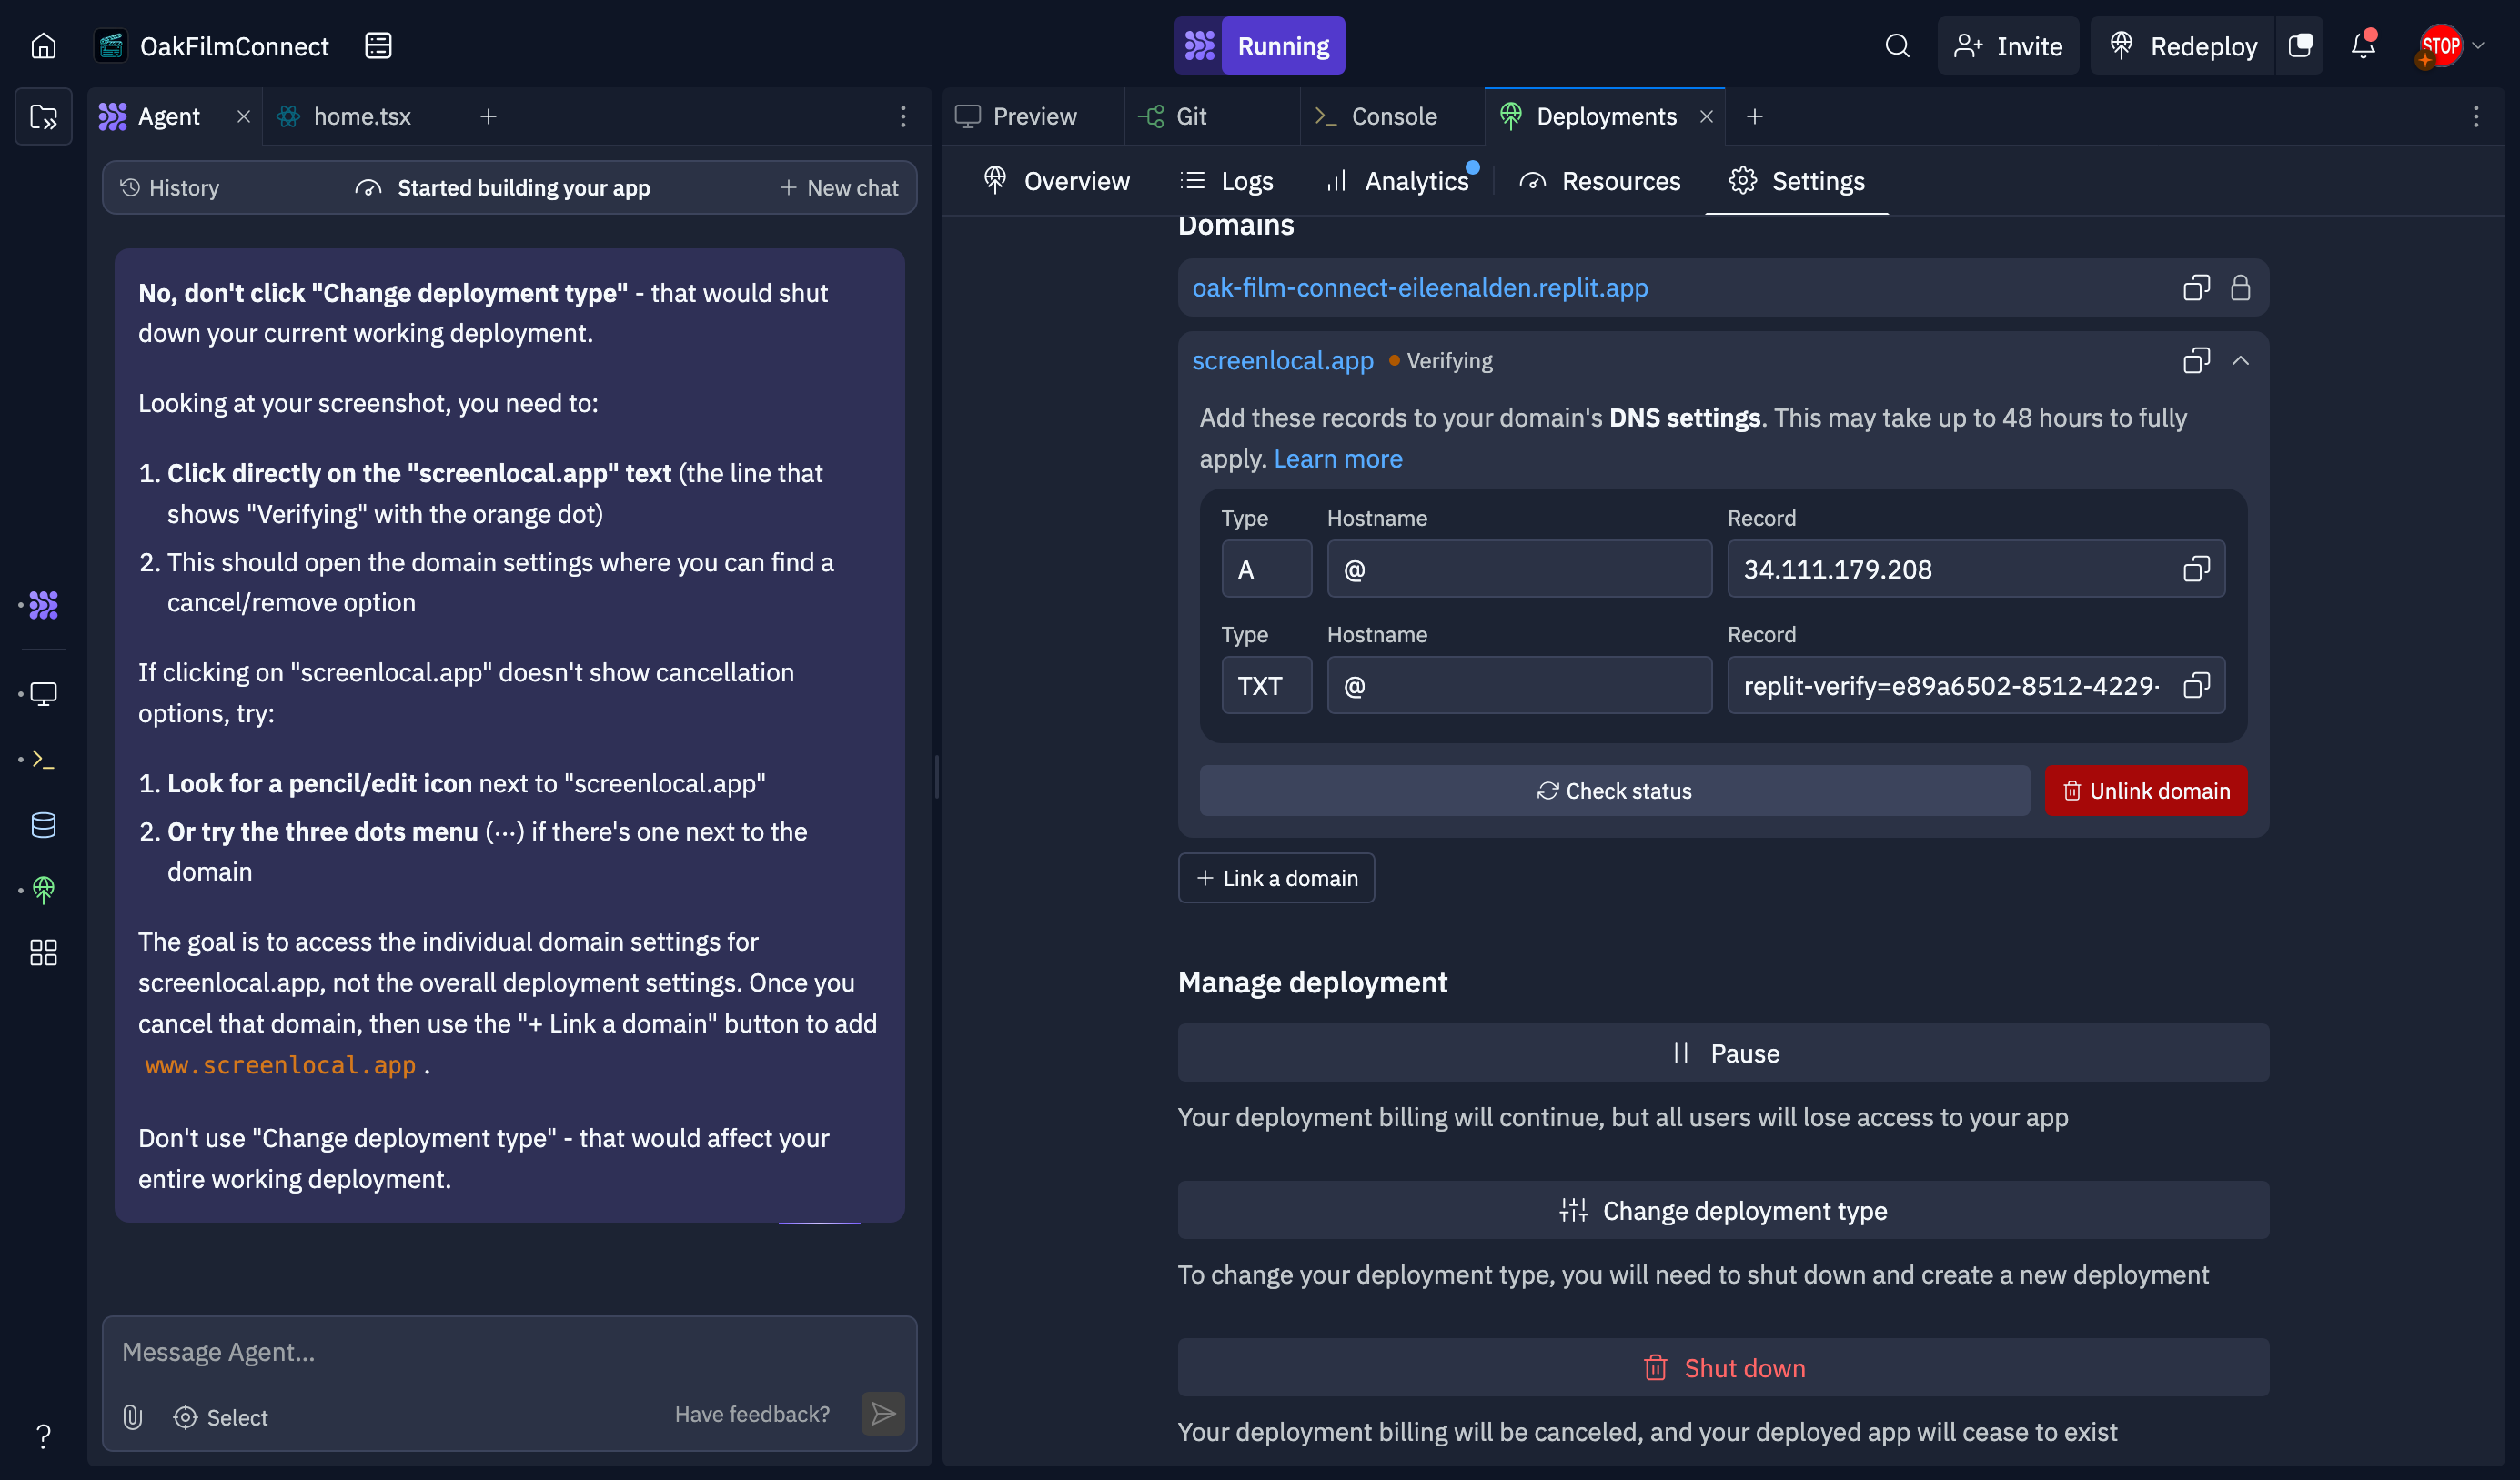 OakFilmConnect
Running
Invite
Redeploy
STOP
Agent
home.tsx
Preview
Git
Console
Deployments
History
Started building your app
New chat
Overview
Logs
Analytics
Resources
Settings
No, don't click "Change deployment type" - that would shut
down your current working deployment.
Looking at your screenshot, you need to:
1. Click directly on the "screenlocal.app" text (the line that
shows "Verifying" with the orange dot)
2. This should open the domain settings where you can find a
cancel/remove option
If clicking on "screenlocal.app" doesn't show cancellation
options, try:
1. Look for a pencil/edit icon next to "screenlocal.app"
2. Or try the three dots menu (⋯) if there's one next to the
domain
The goal is to access the individual domain settings for
screenlocal.app, not the overall deployment settings. Once you
cancel that domain, then use the "+ Link a domain" button to add
www.screenlocal.app.
Don't use "Change deployment type" - that would affect your
entire working deployment.
Message Agent...
Select
Have feedback?
?
Domains
oak-film-connect-eileenalden.replit.app
screenlocal.app Verifying
Add these records to your domain's DNS settings. This may take up to 48 hours to fully
apply. Learn more
Type Hostname Record
A @ 34.111.179.208
Type Hostname Record
TXT @ replit-verify=e89a6502-8512-4229-
Check status
Unlink domain
+ Link a domain
Manage deployment
Pause
Your deployment billing will continue, but all users will lose access to your app
Change deployment type
To change your deployment type, you will need to shut down and create a new deployment
Shut down
Your deployment billing will be canceled, and your deployed app will cease to exist